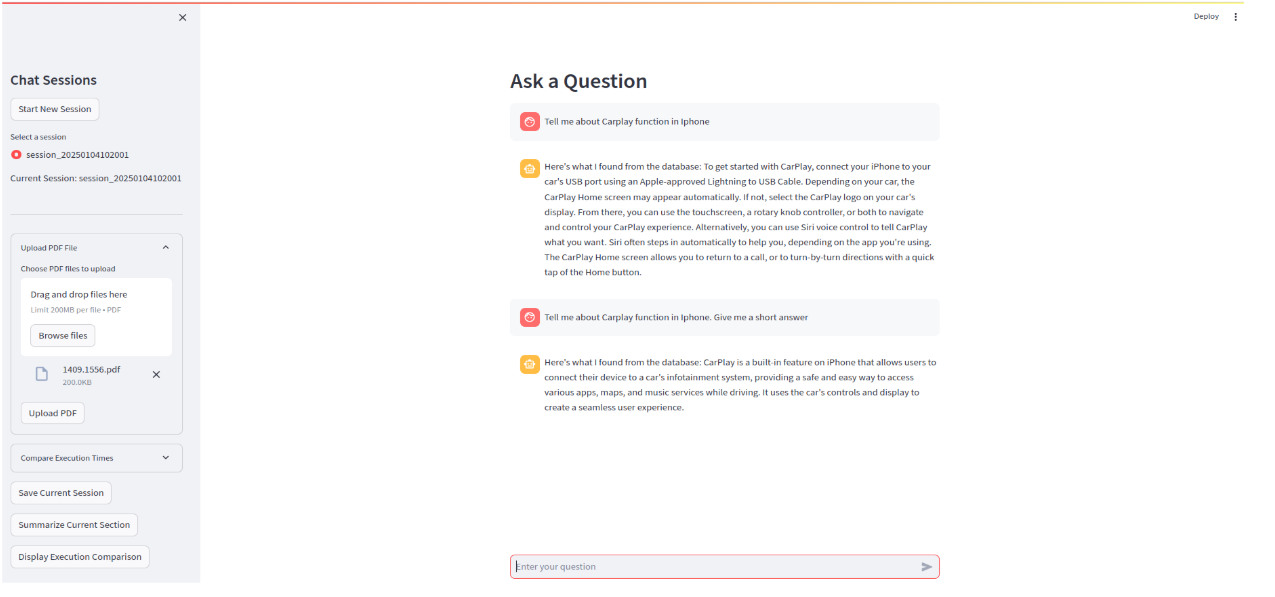 Deploy
Chat Sessions
Start New Session
Select a session
session_20250104102001
Current Session: session_20250104102001
Upload PDF File
Choose PDF files to upload
Drag and drop files here
Limit 200MB per file • PDF
Browse files
1409.1556.pdf
200.0KB
Upload PDF
Compare Execution Times
Save Current Session
Summarize Current Section
Display Execution Comparison
Ask a Question
Tell me about Carplay function in Iphone
Here's what I found from the database: To get started with CarPlay, connect your iPhone to your
car's USB port using an Apple-approved Lightning to USB Cable. Depending on your car, the
CarPlay Home screen may appear automatically. If not, select the CarPlay logo on your car's
display. From there, you can use the touchscreen, a rotary knob controller, or both to navigate
and control your CarPlay experience. Alternatively, you can use Siri voice control to tell CarPlay
what you want. Siri often steps in automatically to help you, depending on the app you're using.
The CarPlay Home screen allows you to return to a call, or to turn-by-turn directions with a quick
tap of the Home button.
Tell me about Carplay function in Iphone. Give me a short answer
Here's what I found from the database: CarPlay is a built-in feature on iPhone that allows users to
connect their device to a car's infotainment system, providing a safe and easy way to access
various apps, maps, and music services while driving. It uses the car's controls and display to
create a seamless user experience.
Enter your question